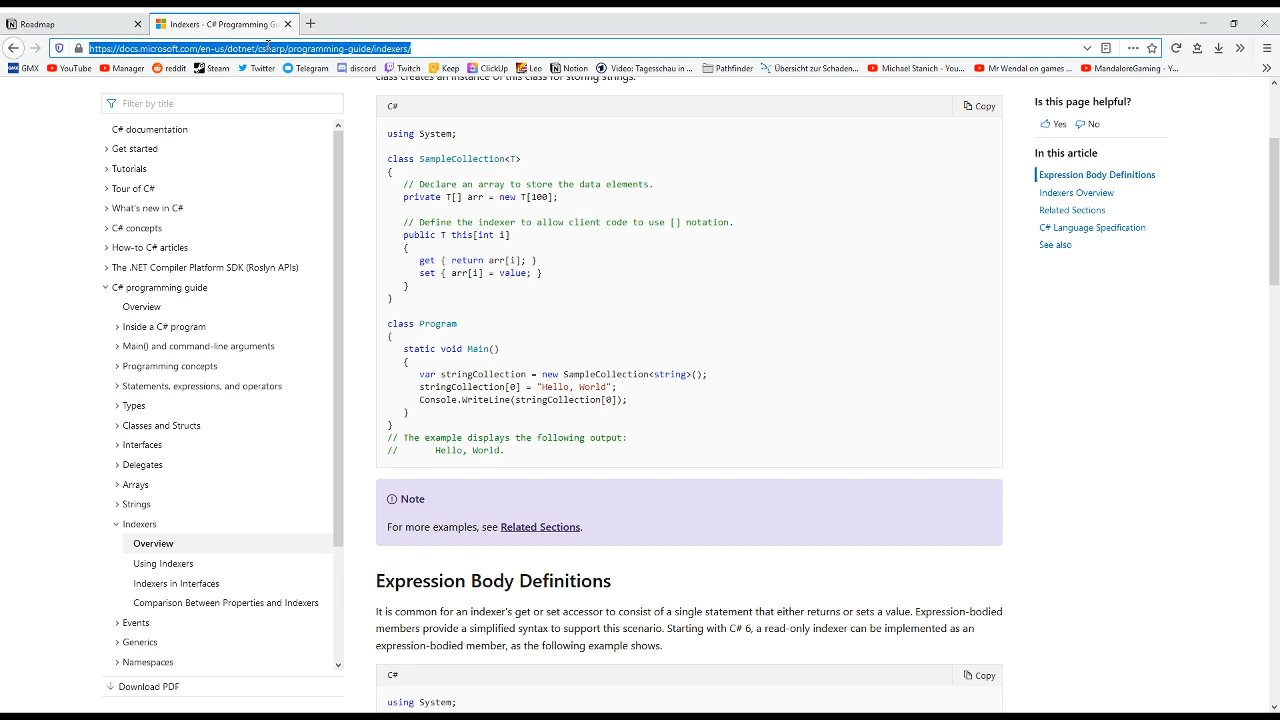 Roadmap
Indexers - C# Programming Gu
https://docs.microsoft.com/en-us/dotnet/csharp/programming-guide/indexers/
GMX YouTube Manager reddit Steam Twitter Telegram discord Twitch Keep ClickUp Leo Notion Video: Tagesschau in ... Pathfinder Übersicht zur Schaden... Michael Stanich - You... Mr Wendal on games ... MandaloreGaming - Y...
Filter by title
C# documentation
Get started
Tutorials
Tour of C#
What's new in C#
C# concepts
How-to C# articles
The .NET Compiler Platform SDK (Roslyn APIs)
C# programming guide
Overview
Inside a C# program
Main() and command-line arguments
Programming concepts
Statements, expressions, and operators
Types
Classes and Structs
Interfaces
Delegates
Arrays
Strings
Indexers
Overview
Using Indexers
Indexers in Interfaces
Comparison Between Properties and Indexers
Events
Generics
Namespaces
Download PDF
class creates an instance of this class for storing strings.
C#
Copy
using System;
class SampleCollection<T>
{
// Declare an array to store the data elements.
private T[] arr = new T[100];
// Define the indexer to allow client code to use [] notation.
public T this[int i]
{
get { return arr[i]; }
set { arr[i] = value; }
}
}
class Program
{
static void Main()
{
var stringCollection = new SampleCollection<string>();
stringCollection[0] = "Hello, World";
Console.WriteLine(stringCollection[0]);
}
}
// The example displays the following output:
// Hello, World.
Note
For more examples, see Related Sections.
Expression Body Definitions
It is common for an indexer's get or set accessor to consist of a single statement that either returns or sets a value. Expression-bodied
members provide a simplified syntax to support this scenario. Starting with C# 6, a read-only indexer can be implemented as an
expression-bodied member, as the following example shows.
C#
Copy
using System;
Is this page helpful?
Yes No
In this article
Expression Body Definitions
Indexers Overview
Related Sections
C# Language Specification
See also